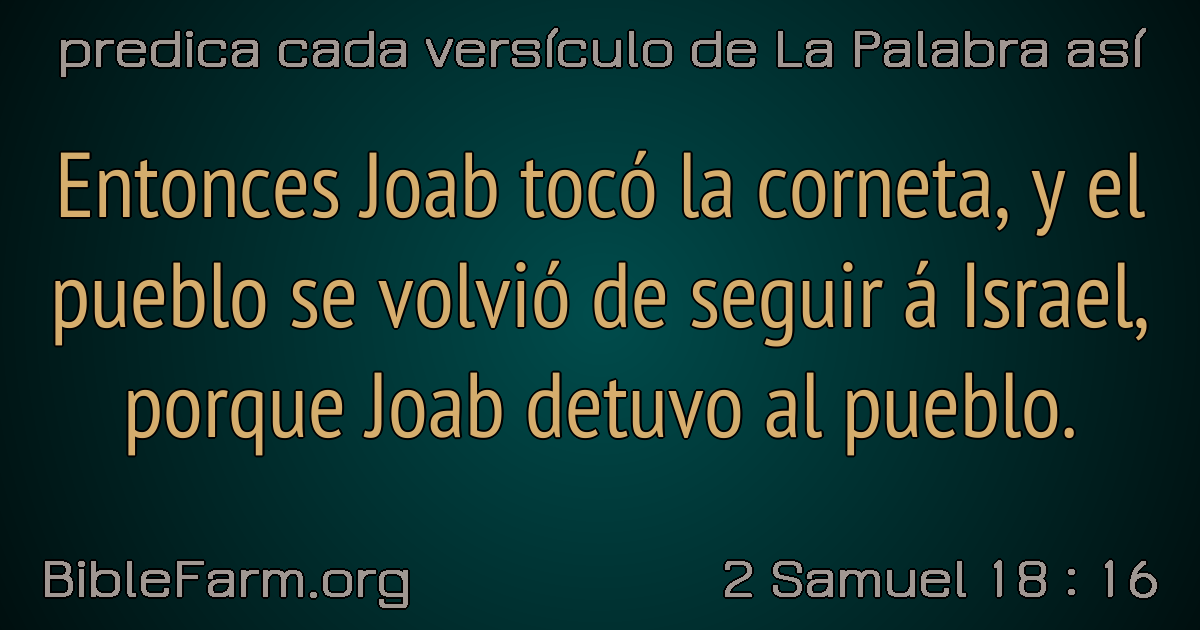 predica cada versículo de La Palabra así
Entonces Joab tocó la corneta, y el
pueblo se volvió de seguir á Israel,
porque Joab detuvo al pueblo.
BibleFarm.org
2 Samuel 18 : 16